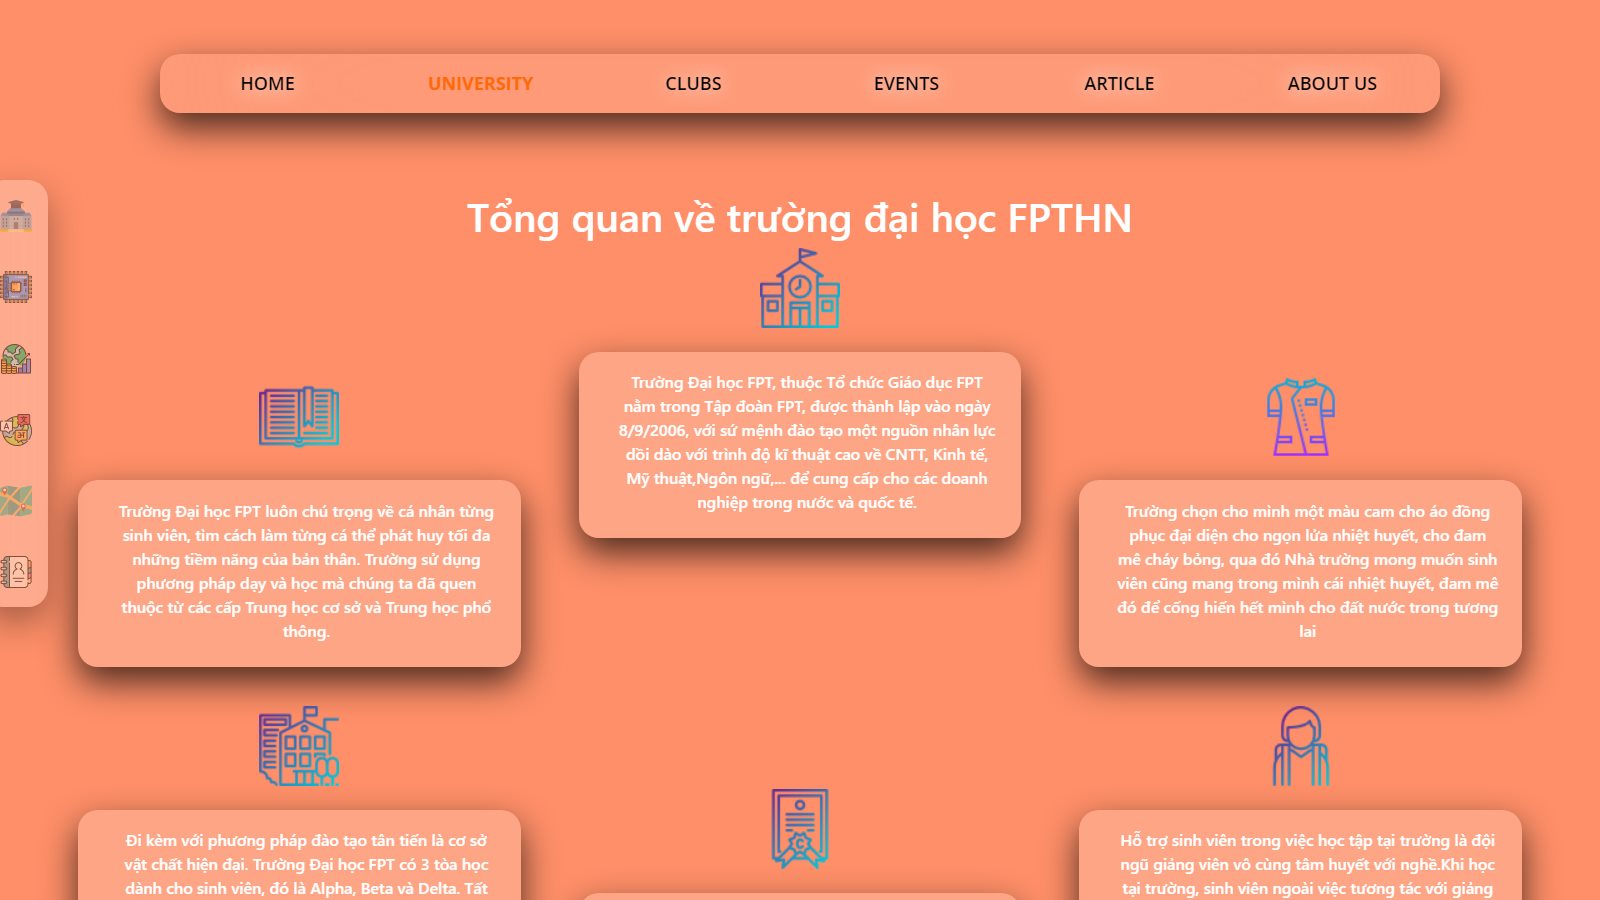 HOME
UNIVERSITY
CLUBS
EVENTS
ARTICLE
ABOUT US
Tổng quan về trường đại học FPTHN
Trường Đại học FPT, thuộc Tổ chức Giáo dục FPT
nằm trong Tập đoàn FPT, được thành lập vào ngày
8/9/2006, với sứ mệnh đào tạo một nguồn nhân lực
dồi dào với trình độ kĩ thuật cao về CNTT, Kinh tế,
Mỹ thuật,Ngôn ngữ,... để cung cấp cho các doanh
nghiệp trong nước và quốc tế.
Trường Đại học FPT luôn chú trọng về cá nhân từng
sinh viên, tìm cách làm từng cá thể phát huy tối đa
những tiềm năng của bản thân. Trường sử dụng
phương pháp dạy và học mà chúng ta đã quen
thuộc từ các cấp Trung học cơ sở và Trung học phổ
thông.
Trường chọn cho mình một màu cam cho áo đồng
phục đại diện cho ngọn lửa nhiệt huyết, cho đam
mê cháy bỏng, qua đó Nhà trường mong muốn sinh
viên cũng mang trong mình cái nhiệt huyết, đam mê
đó để cống hiến hết mình cho đất nước trong tương
lai
Đi kèm với phương pháp đào tạo tân tiến là cơ sở
vật chất hiện đại. Trường Đại học FPT có 3 tòa học
dành cho sinh viên, đó là Alpha, Beta và Delta. Tất
Hỗ trợ sinh viên trong việc học tập tại trường là đội
ngũ giảng viên vô cùng tâm huyết với nghề.Khi học
tại trường, sinh viên ngoài việc tương tác với giảng